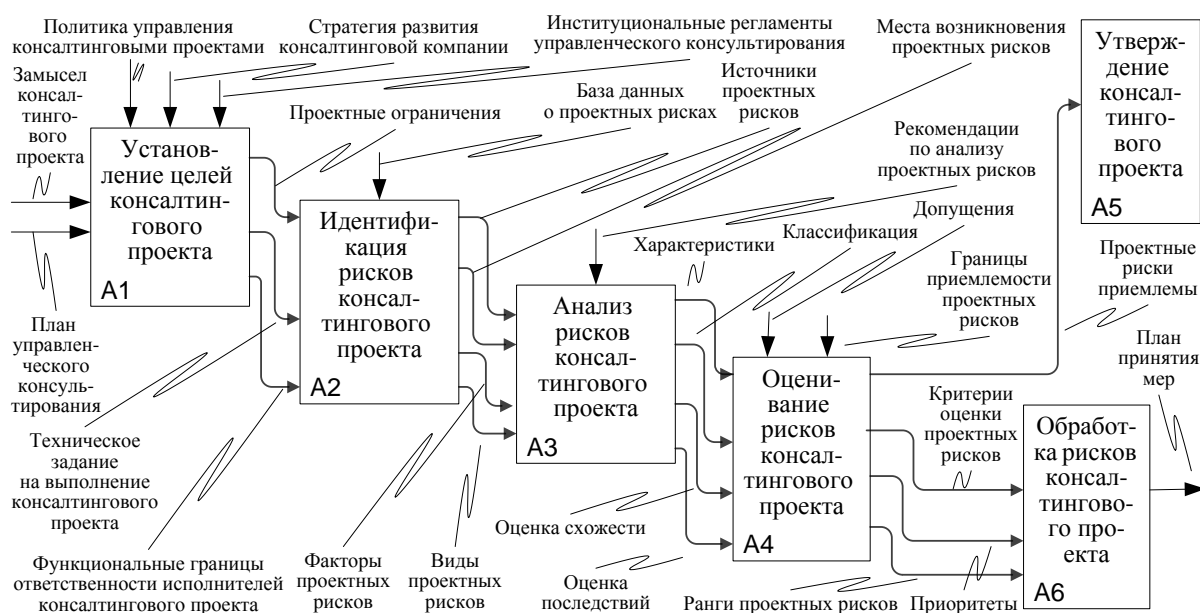 Политика управления
консалтинговыми проектами
Стратегия развития
консалтинговой компании
Институциональные регламенты
управленческого консультирования
Места возникновения
проектных рисков
Замысел
консал-
тингово-
го
проекта
Проектные ограничения
База данных
о проектных рисках
Источники
проектных
рисков
Рекомендации
по анализу
проектных рисков
Установ-
ление целей
консалтин-
гового
проекта
A1
Идентифи-
кация
рисков
консал-
тингового
проекта
A2
Анализ
рисков
консал-
тингового
проекта
A3
Оцени-
вание
рисков
консал-
тингового
проекта
A4
Утверж-
дение
консал-
тинго-
вого
проекта
A5
Обработ-
ка рисков
консал-
тингово-
го про-
екта
A6
Характеристики
Классификация
Допущения
Границы
приемлемости
проектных
рисков
Проектные
риски
приемлемы
План
принятия
мер
План
управлен-
ческого
консуль-
тирования
Техническое
задание
на выполнение
консалтингового
проекта
Функциональные границы
ответственности исполнителей
консалтингового проекта
Факторы
проектных
рисков
Виды
проектных
рисков
Оценка схожести
Оценка
последствий
Критерии
оценки
проектных
рисков
Ранги проектных рисков
Приоритеты